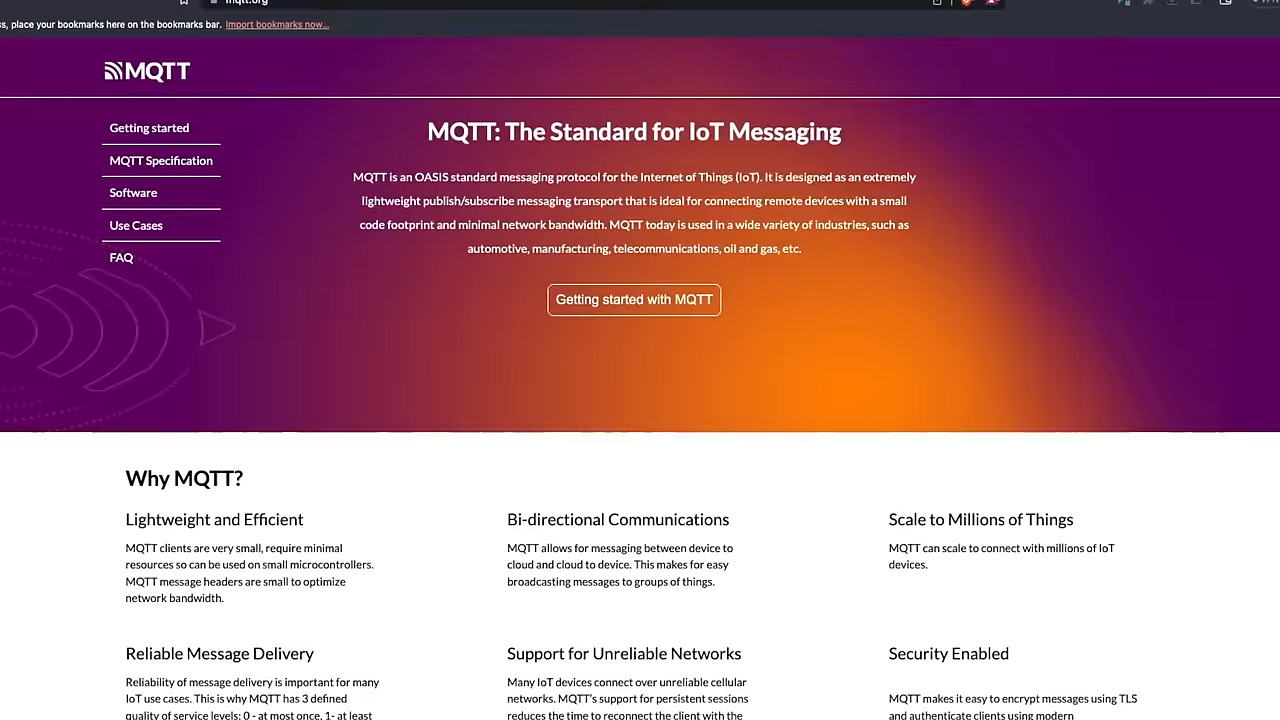 mqtt.org
ss, place your bookmarks here on the bookmarks bar. Import bookmarks now...
MQTT
Getting started
MQTT Specification
Software
Use Cases
FAQ
MQTT: The Standard for IoT Messaging
MQTT is an OASIS standard messaging protocol for the Internet of Things (IoT). It is designed as an extremely
lightweight publish/subscribe messaging transport that is ideal for connecting remote devices with a small
code footprint and minimal network bandwidth. MQTT today is used in a wide variety of industries, such as
automotive, manufacturing, telecommunications, oil and gas, etc.
Getting started with MQTT
Why MQTT?
Lightweight and Efficient
MQTT clients are very small, require minimal
resources so can be used on small microcontrollers.
MQTT message headers are small to optimize
network bandwidth.
Bi-directional Communications
MQTT allows for messaging between device to
cloud and cloud to device. This makes for easy
broadcasting messages to groups of things.
Scale to Millions of Things
MQTT can scale to connect with millions of IoT
devices.
Reliable Message Delivery
Reliability of message delivery is important for many
IoT use cases. This is why MQTT has 3 defined
quality of service levels: 0 - at most once, 1- at least
Support for Unreliable Networks
Many IoT devices connect over unreliable cellular
networks. MQTT's support for persistent sessions
reduces the time to reconnect the client with the
Security Enabled
MQTT makes it easy to encrypt messages using TLS
and authenticate clients using modern